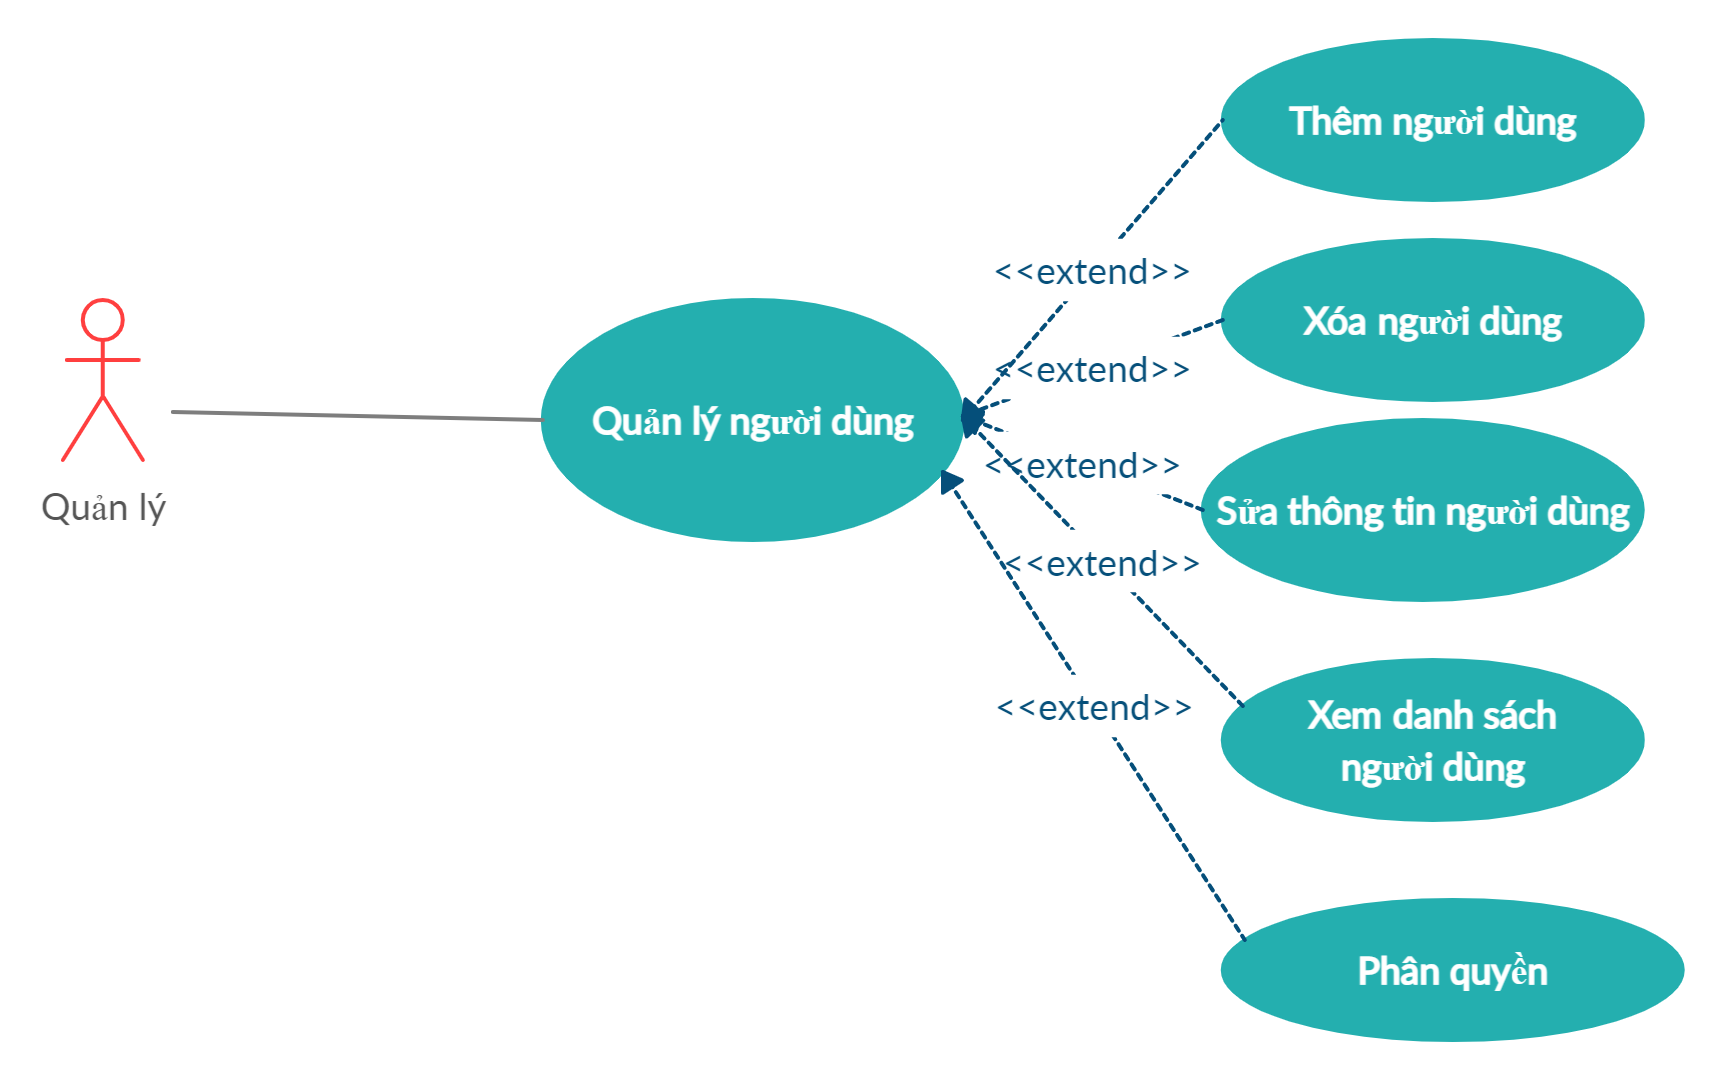 Thêm người dùng
<<extend>>
Xóa người dùng
<<extend>>
Quản lý người dùng
<<extend>>
Sửa thông tin người dùng
Quản lý
<<extend>>
<<extend>>
Xem danh sách
người dùng
Phân quyền